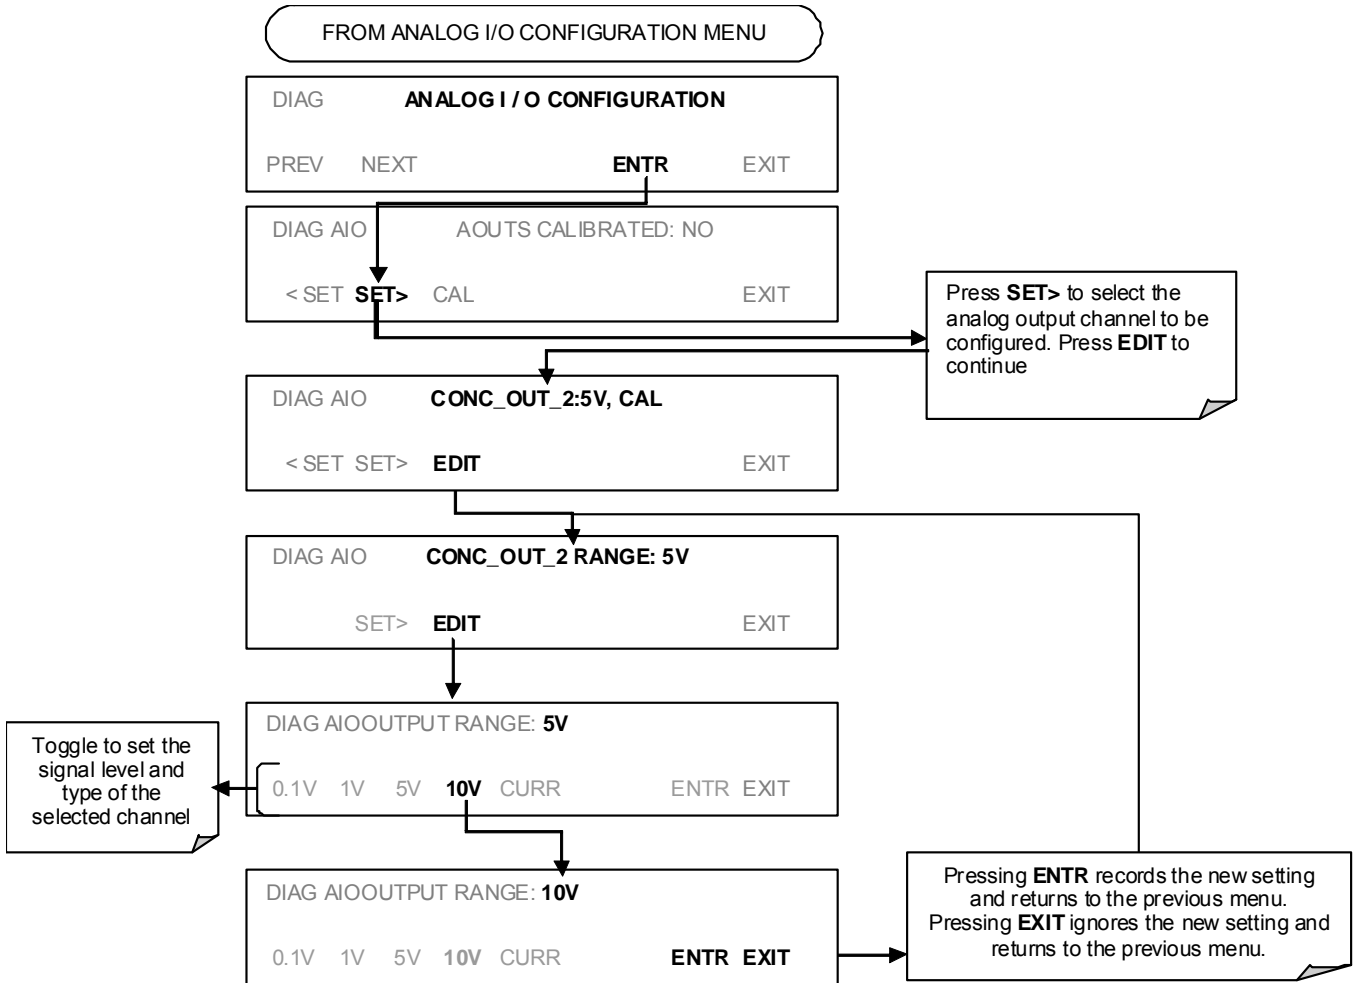 FROM ANALOG I/O CONFIGURATION MENU
DIAG ANALOG I / O CONFIGURATION
PREV NEXT ENTR EXIT
DIAG AIO AOUTS CALIBRATED: NO
< SET SET> CAL EXIT
Press SET> to select the
analog output channel to be
configured. Press EDIT to
continue
DIAG AIO CONC_OUT_2:5V, CAL
< SET SET> EDIT EXIT
DIAG AIO CONC_OUT_2 RANGE: 5V
SET> EDIT EXIT
DIAG AIOOUTPUT RANGE: 5V
0.1V 1V 5V 10V CURR ENTR EXIT
Toggle to set the
signal level and
type of the
selected channel
DIAG AIOOUTPUT RANGE: 10V
0.1V 1V 5V 10V CURR ENTR EXIT
Pressing ENTR records the new setting
and returns to the previous menu.
Pressing EXIT ignores the new setting and
returns to the previous menu.